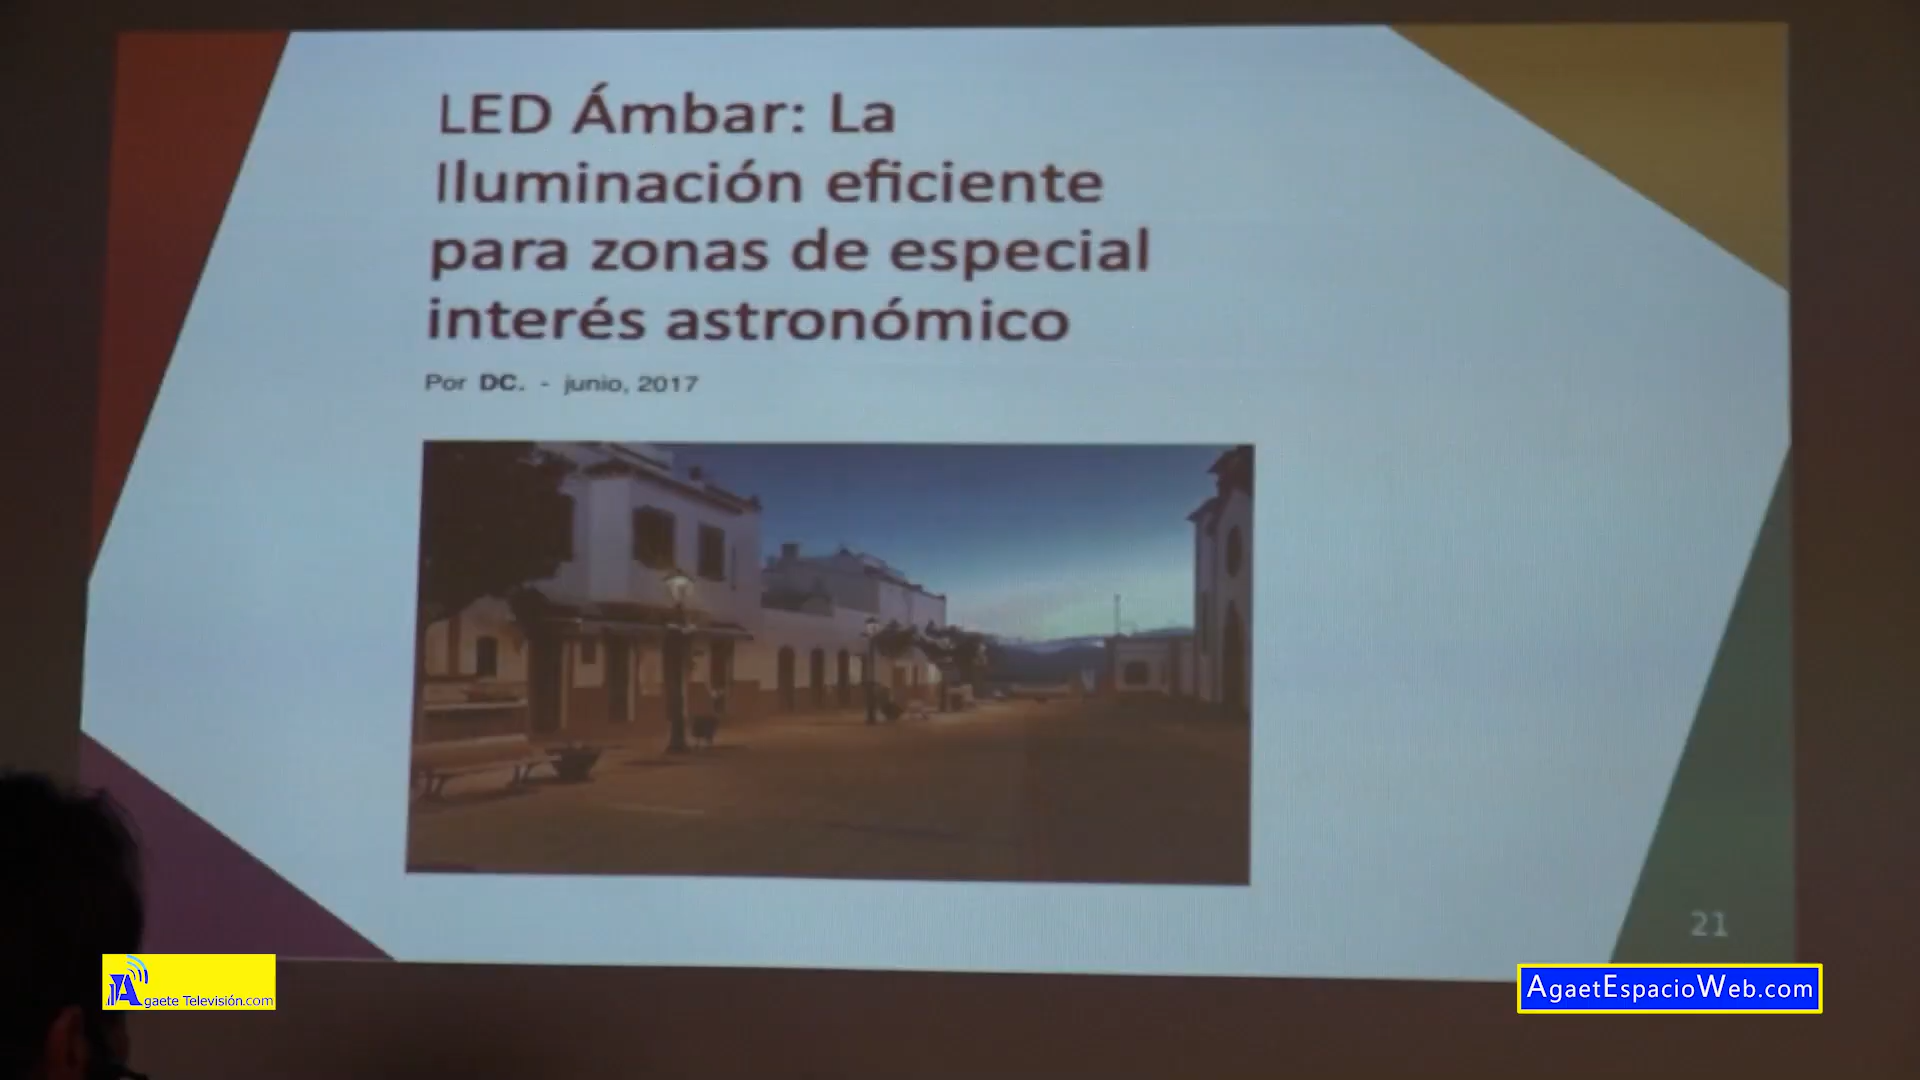 LED Ámbar: La
Iluminación eficiente
para zonas de especial
interés astronómico
Por DC. - junio, 2017
21
Agaete Televisión.com
AgaetEspacioWeb.com